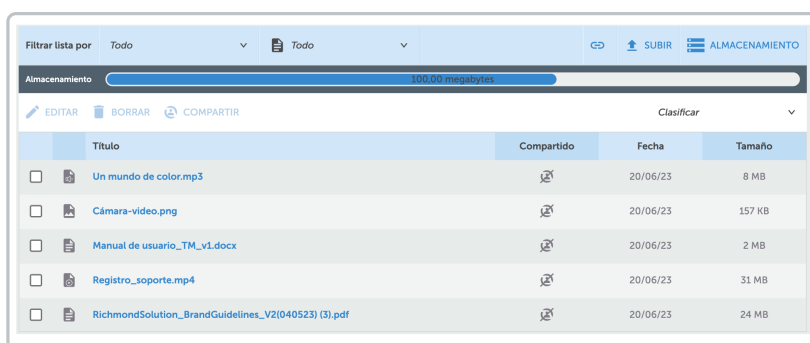 Filtrar lista por Todo Todo SUBIR ALMACENAMIENTO
Almacenamiento 100,00 megabytes
EDITAR BORRAR COMPARTIR Clasificar
Título Compartido Fecha Tamaño
Un mundo de color.mp3 20/06/23 8 MB
Cámara-video.png 20/06/23 157 KB
Manual de usuario_TM_v1.docx 20/06/23 2 MB
Registro_soporte.mp4 20/06/23 31 MB
RichmondSolution_BrandGuidelines_V2(040523) (3).pdf 20/06/23 24 MB